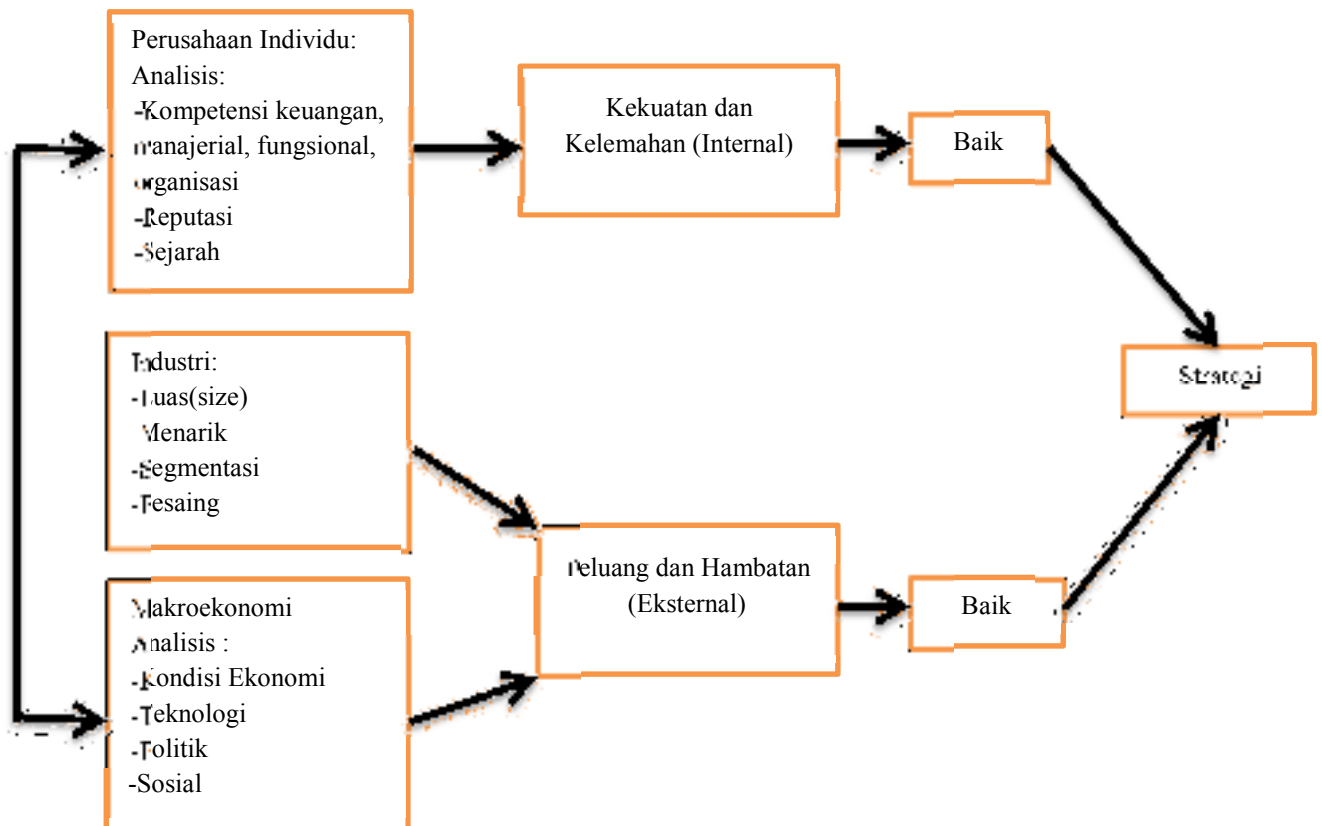 Perusahaan Individu:
Analisis:
-Kompetensi keuangan,
manajerial, fungsional,
organisasi
-Reputasi
-Sejarah
Kekuatan dan
Kelemahan (Internal)
Baik
Industri:
-Luas(size)
Menarik
-Segmentasi
-Pesaing
Strategi
Peluang dan Hambatan
(Eksternal)
Baik
Makroekonomi
Analisis :
-Kondisi Ekonomi
-Teknologi
-Politik
-Sosial